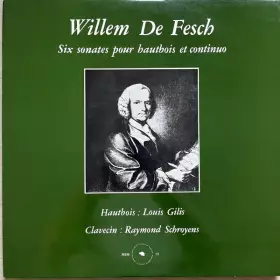 Willem De Fesch
Six sonates pour hautbois et continuo
Hautbois : Louis Gilis
Clavecin : Raymond Schroyens